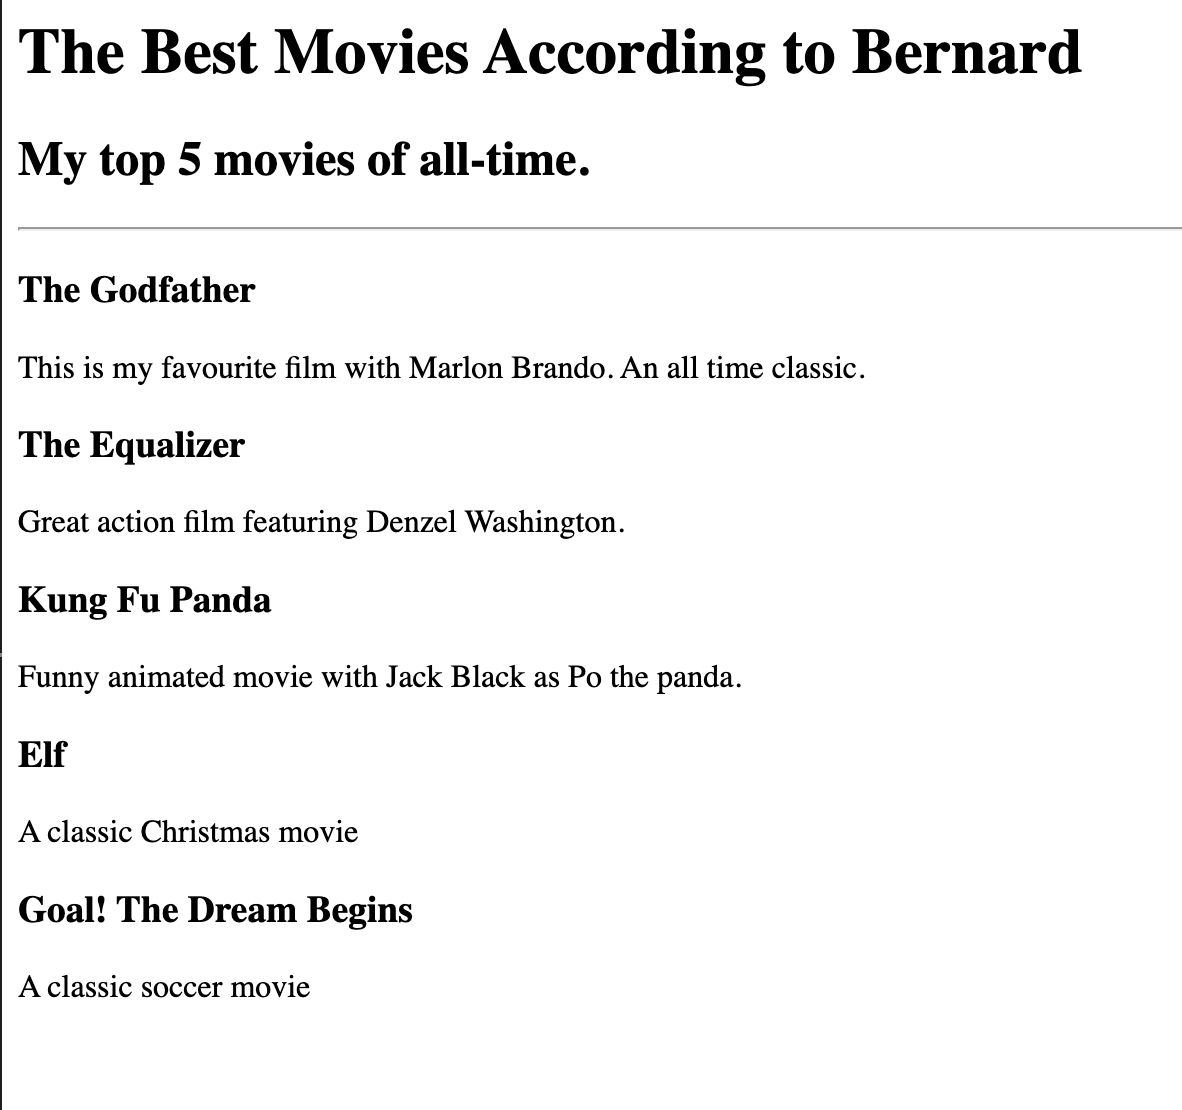 The Best Movies According to Bernard
My top 5 movies of all-time.
The Godfather
This is my favourite film with Marlon Brando. An all time classic.
The Equalizer
Great action film featuring Denzel Washington.
Kung Fu Panda
Funny animated movie with Jack Black as Po the panda.
Elf
A classic Christmas movie
Goal! The Dream Begins
A classic soccer movie